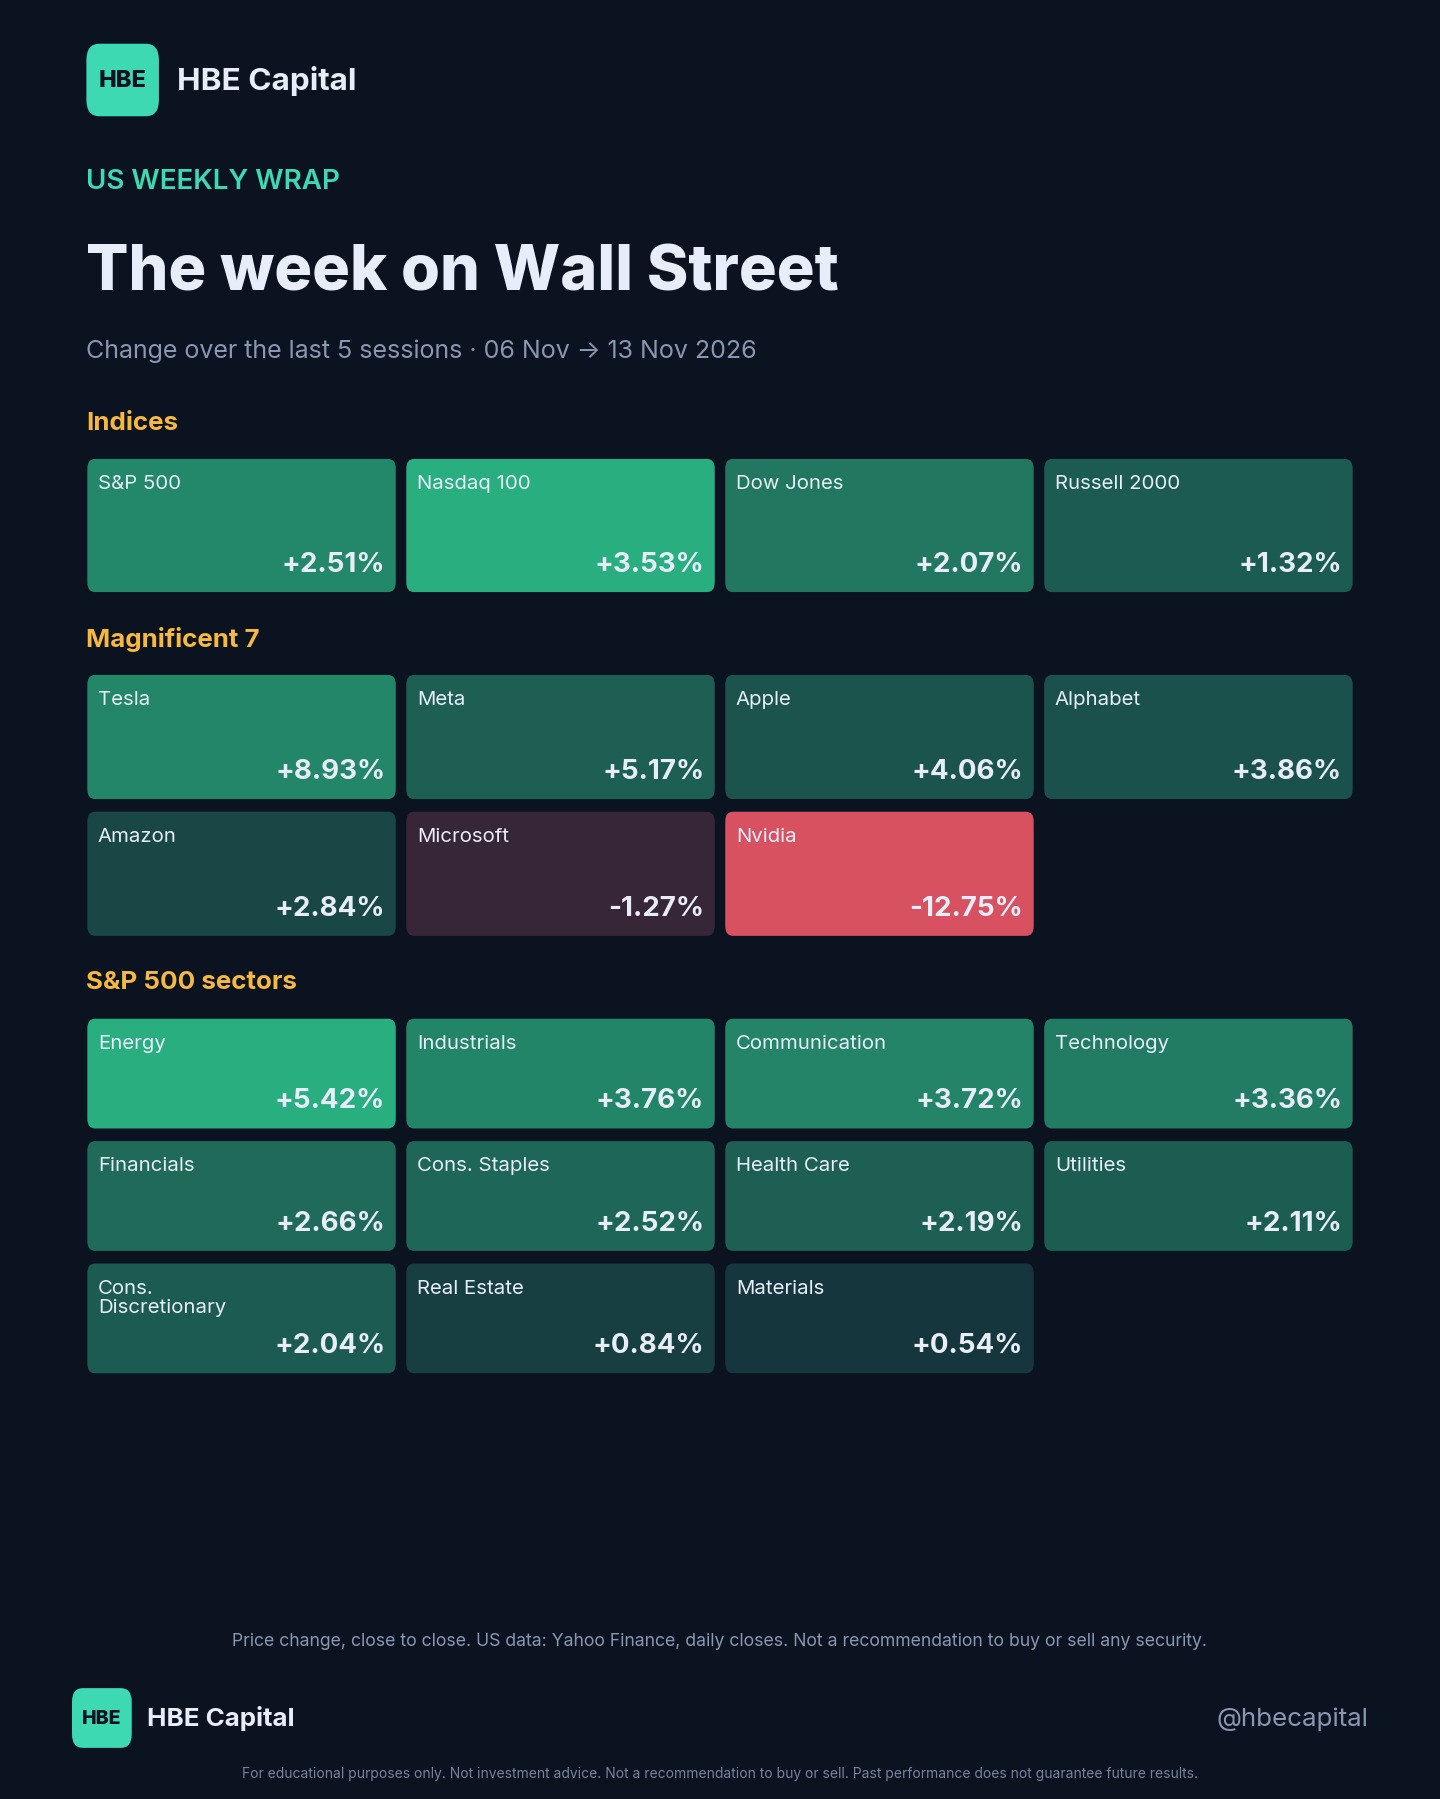 HBE
HBE Capital
US WEEKLY WRAP
The week on Wall Street
Change over the last 5 sessions · 06 Nov → 13 Nov 2026
Indices
S&P 500
+2.51%
Nasdaq 100
+3.53%
Dow Jones
+2.07%
Russell 2000
+1.32%
Magnificent 7
Tesla
+8.93%
Meta
+5.17%
Apple
+4.06%
Alphabet
+3.86%
Amazon
+2.84%
Microsoft
-1.27%
Nvidia
-12.75%
S&P 500 sectors
Energy
+5.42%
Industrials
+3.76%
Communication
+3.72%
Technology
+3.36%
Financials
+2.66%
Cons. Staples
+2.52%
Health Care
+2.19%
Utilities
+2.11%
Cons.
Discretionary
+2.04%
Real Estate
+0.84%
Materials
+0.54%
Price change, close to close. US data: Yahoo Finance, daily closes. Not a recommendation to buy or sell any security.
HBE
HBE Capital
@hbecapital
For educational purposes only. Not investment advice. Not a recommendation to buy or sell. Past performance does not guarantee future results.